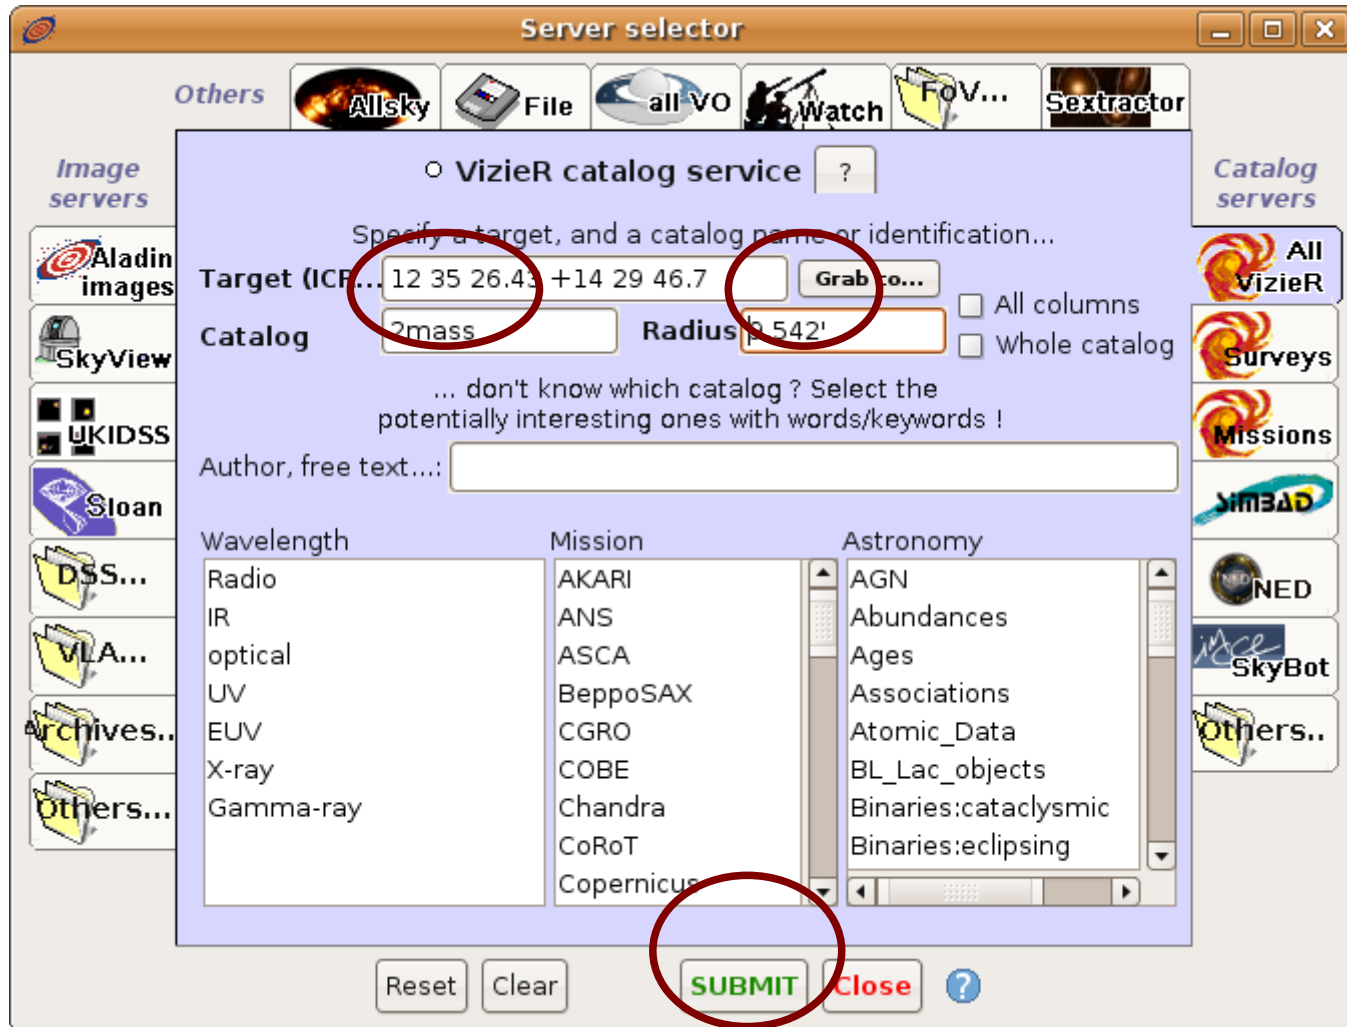 Server selector
Others
Allsky
File
all VO
Watch
FoV...
Sextractor
Image
servers
Catalog
servers
VizieR catalog service
?
Specify a target, and a catalog name or identification...
Target (ICR...
12 35 26.43 +14 29 46.7
Grab co...
All columns
Catalog
2mass
Radius
9.542'
Whole catalog
... don't know which catalog ? Select the
potentially interesting ones with words/keywords !
Author, free text...:
Aladin
images
SkyView
UKIDSS
Sloan
DSS...
VLA...
Archives..
Others...
Wavelength
Radio
IR
optical
UV
EUV
X-ray
Gamma-ray
Mission
AKARI
ANS
ASCA
BeppoSAX
CGRO
COBE
Chandra
CoRoT
Copernicus
Astronomy
AGN
Abundances
Ages
Associations
Atomic_Data
BL_Lac_objects
Binaries:cataclysmic
Binaries:eclipsing
All
VizieR
Surveys
Missions
SIMBAD
NED
SkyBot
Others..
Reset
Clear
SUBMIT
Close
?